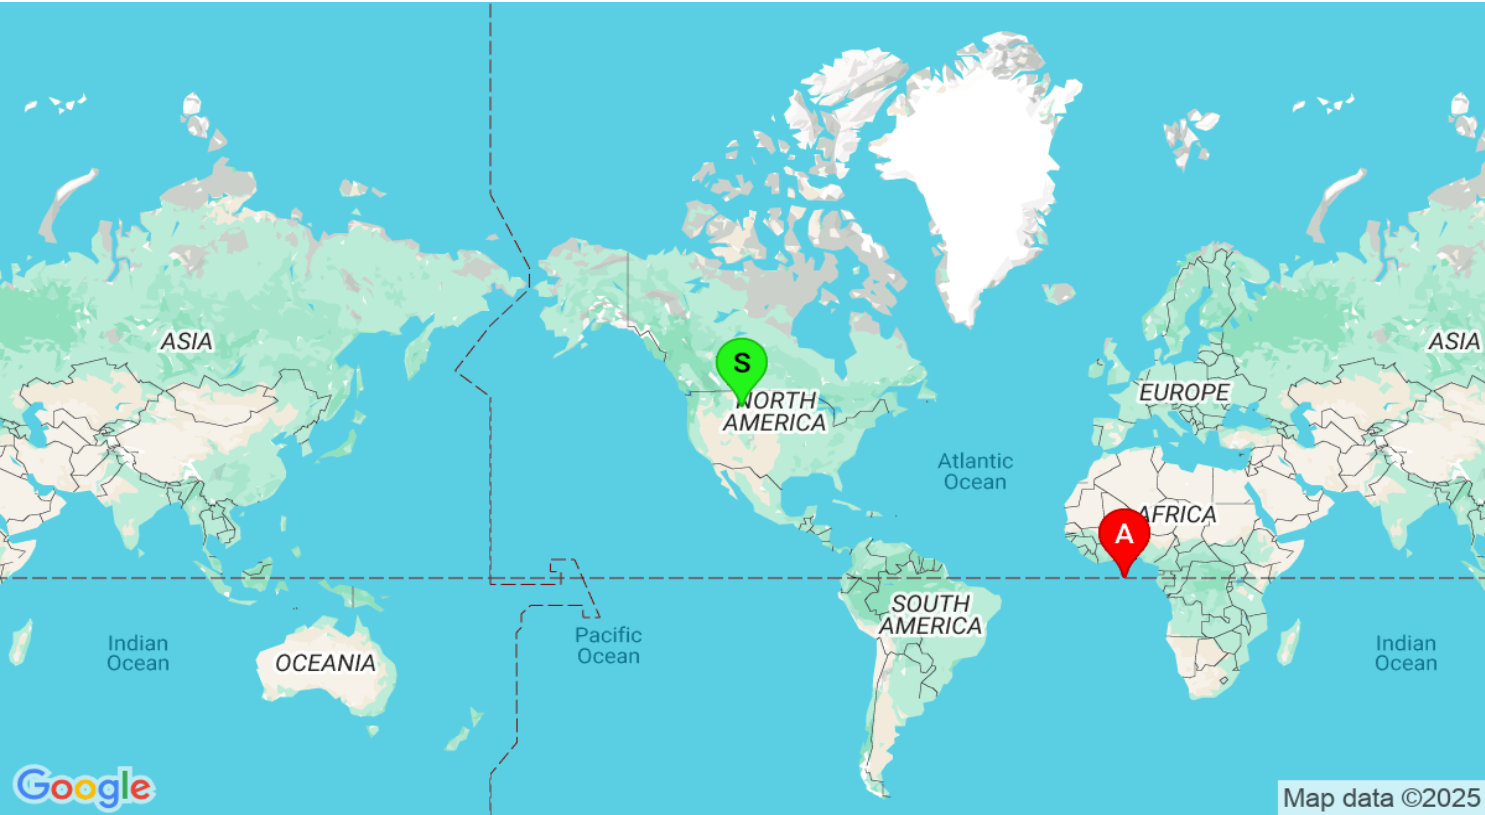 ASIA
S
NORTH
AMERICA
Atlantic
Ocean
EUROPE
ASIA
AFRICA
A
SOUTH
AMERICA
Indian
Ocean
OCEANIA
Pacific
Ocean
Indian
Ocean
Google
Map data ©2025